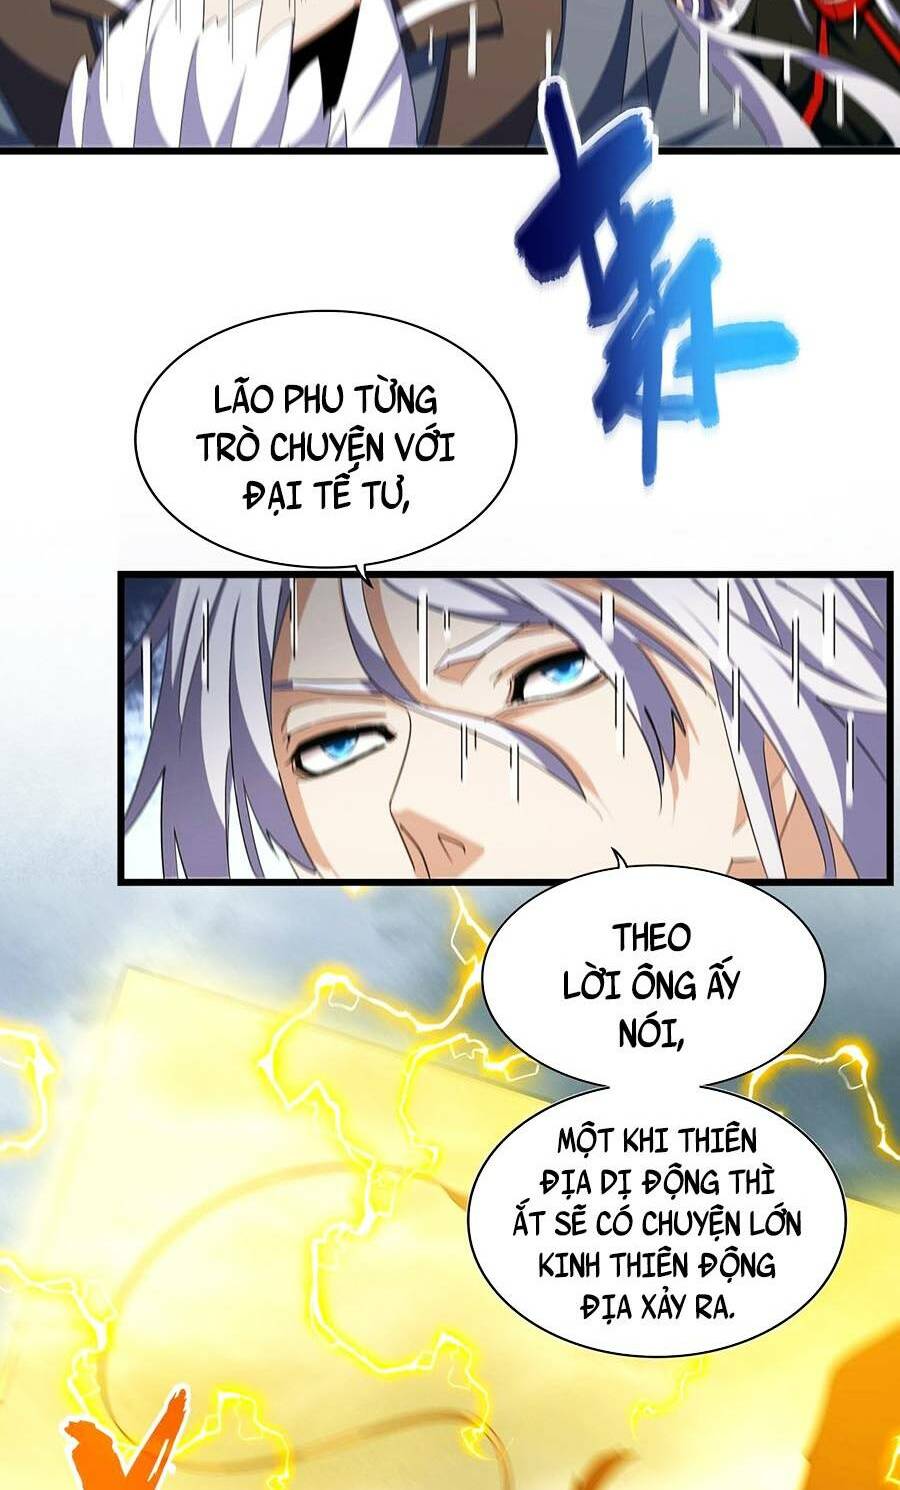 LÃO PHU TỪNG
TRÒ CHUYỆN VỚI
ĐẠI TẾ TƯ,
THEO
LỜI ÔNG ẤY
NÓI,
MỘT KHI THIÊN
ĐỊA DỊ ĐỘNG THÌ
ẮT SẼ CÓ CHUYỆN LỚN
KINH THIÊN ĐỘNG
ĐỊA XẢY RA.